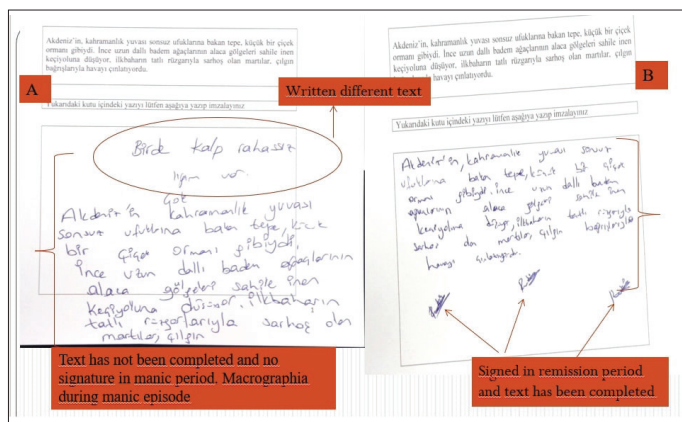 Akdeniz'in, kahramanlık yuvası sonsuz ufuklarına bakan tepe, küçük bir çiçek
ormanı gibiydi. İnce uzun dallı badem ağaçlarının alaca gölgeleri sahile inen
keçiyoluna düşüyor, ilkbaharın tatlı rüzgarıyla sarhoş olan martılar, çılgın
bağrışlarıyla havayı çınlatıyordu.
A
Yukarıdaki kutu içindeki yazıyı lütfen aşağıya yazıp imzalayınız
Written different text
Birde kalp rahatsız
lığım var.
Akdeniz'in kahramanlık yuvası
sonsuz ufuklarına bakan tepe, küçük
bir çiçek ormanı gibiydi,
İnce uzun dallı badem ağaçlarının
alaca gölgeleri sahile inen
keçiyoluna düşüyor, ilkbaharın
tatlı rüzgarlarıyla sarhoş olan
martılar, çılgın
Text has not been completed and no
signature in manic period. Macrographia
during manic episode
Akdeniz'in, kahramanlık yuvası sonsuz ufuklarına bakan tepe, küçük bir çiçek
ormanı gibiydi. İnce uzun dallı badem ağaçlarının alaca gölgeleri sahile inen
keçiyoluna düşüyor, ilkbaharın tatlı rüzgarıyla sarhoş olan martılar, çılgın
havayı çınlatıyordu.
B
Yukarıdaki kutu içindeki yazıyı lütfen aşağıya yazıp imzalayınız
Akdeniz'in, kahramanlık yuvası sonsuz
ufuklarına bakan tepe, küçük bir çiçek
ormanı gibiydi. İnce uzun dallı badem
alaca gölgeleri sahile inen
keçiyoluna ilkbaharın tatlı rüzgarıyla
sarhoş olan martılar, çılgın bağrışlarıyla
havayı çınlatıyordu.
Signed in remission period
and text has been completed